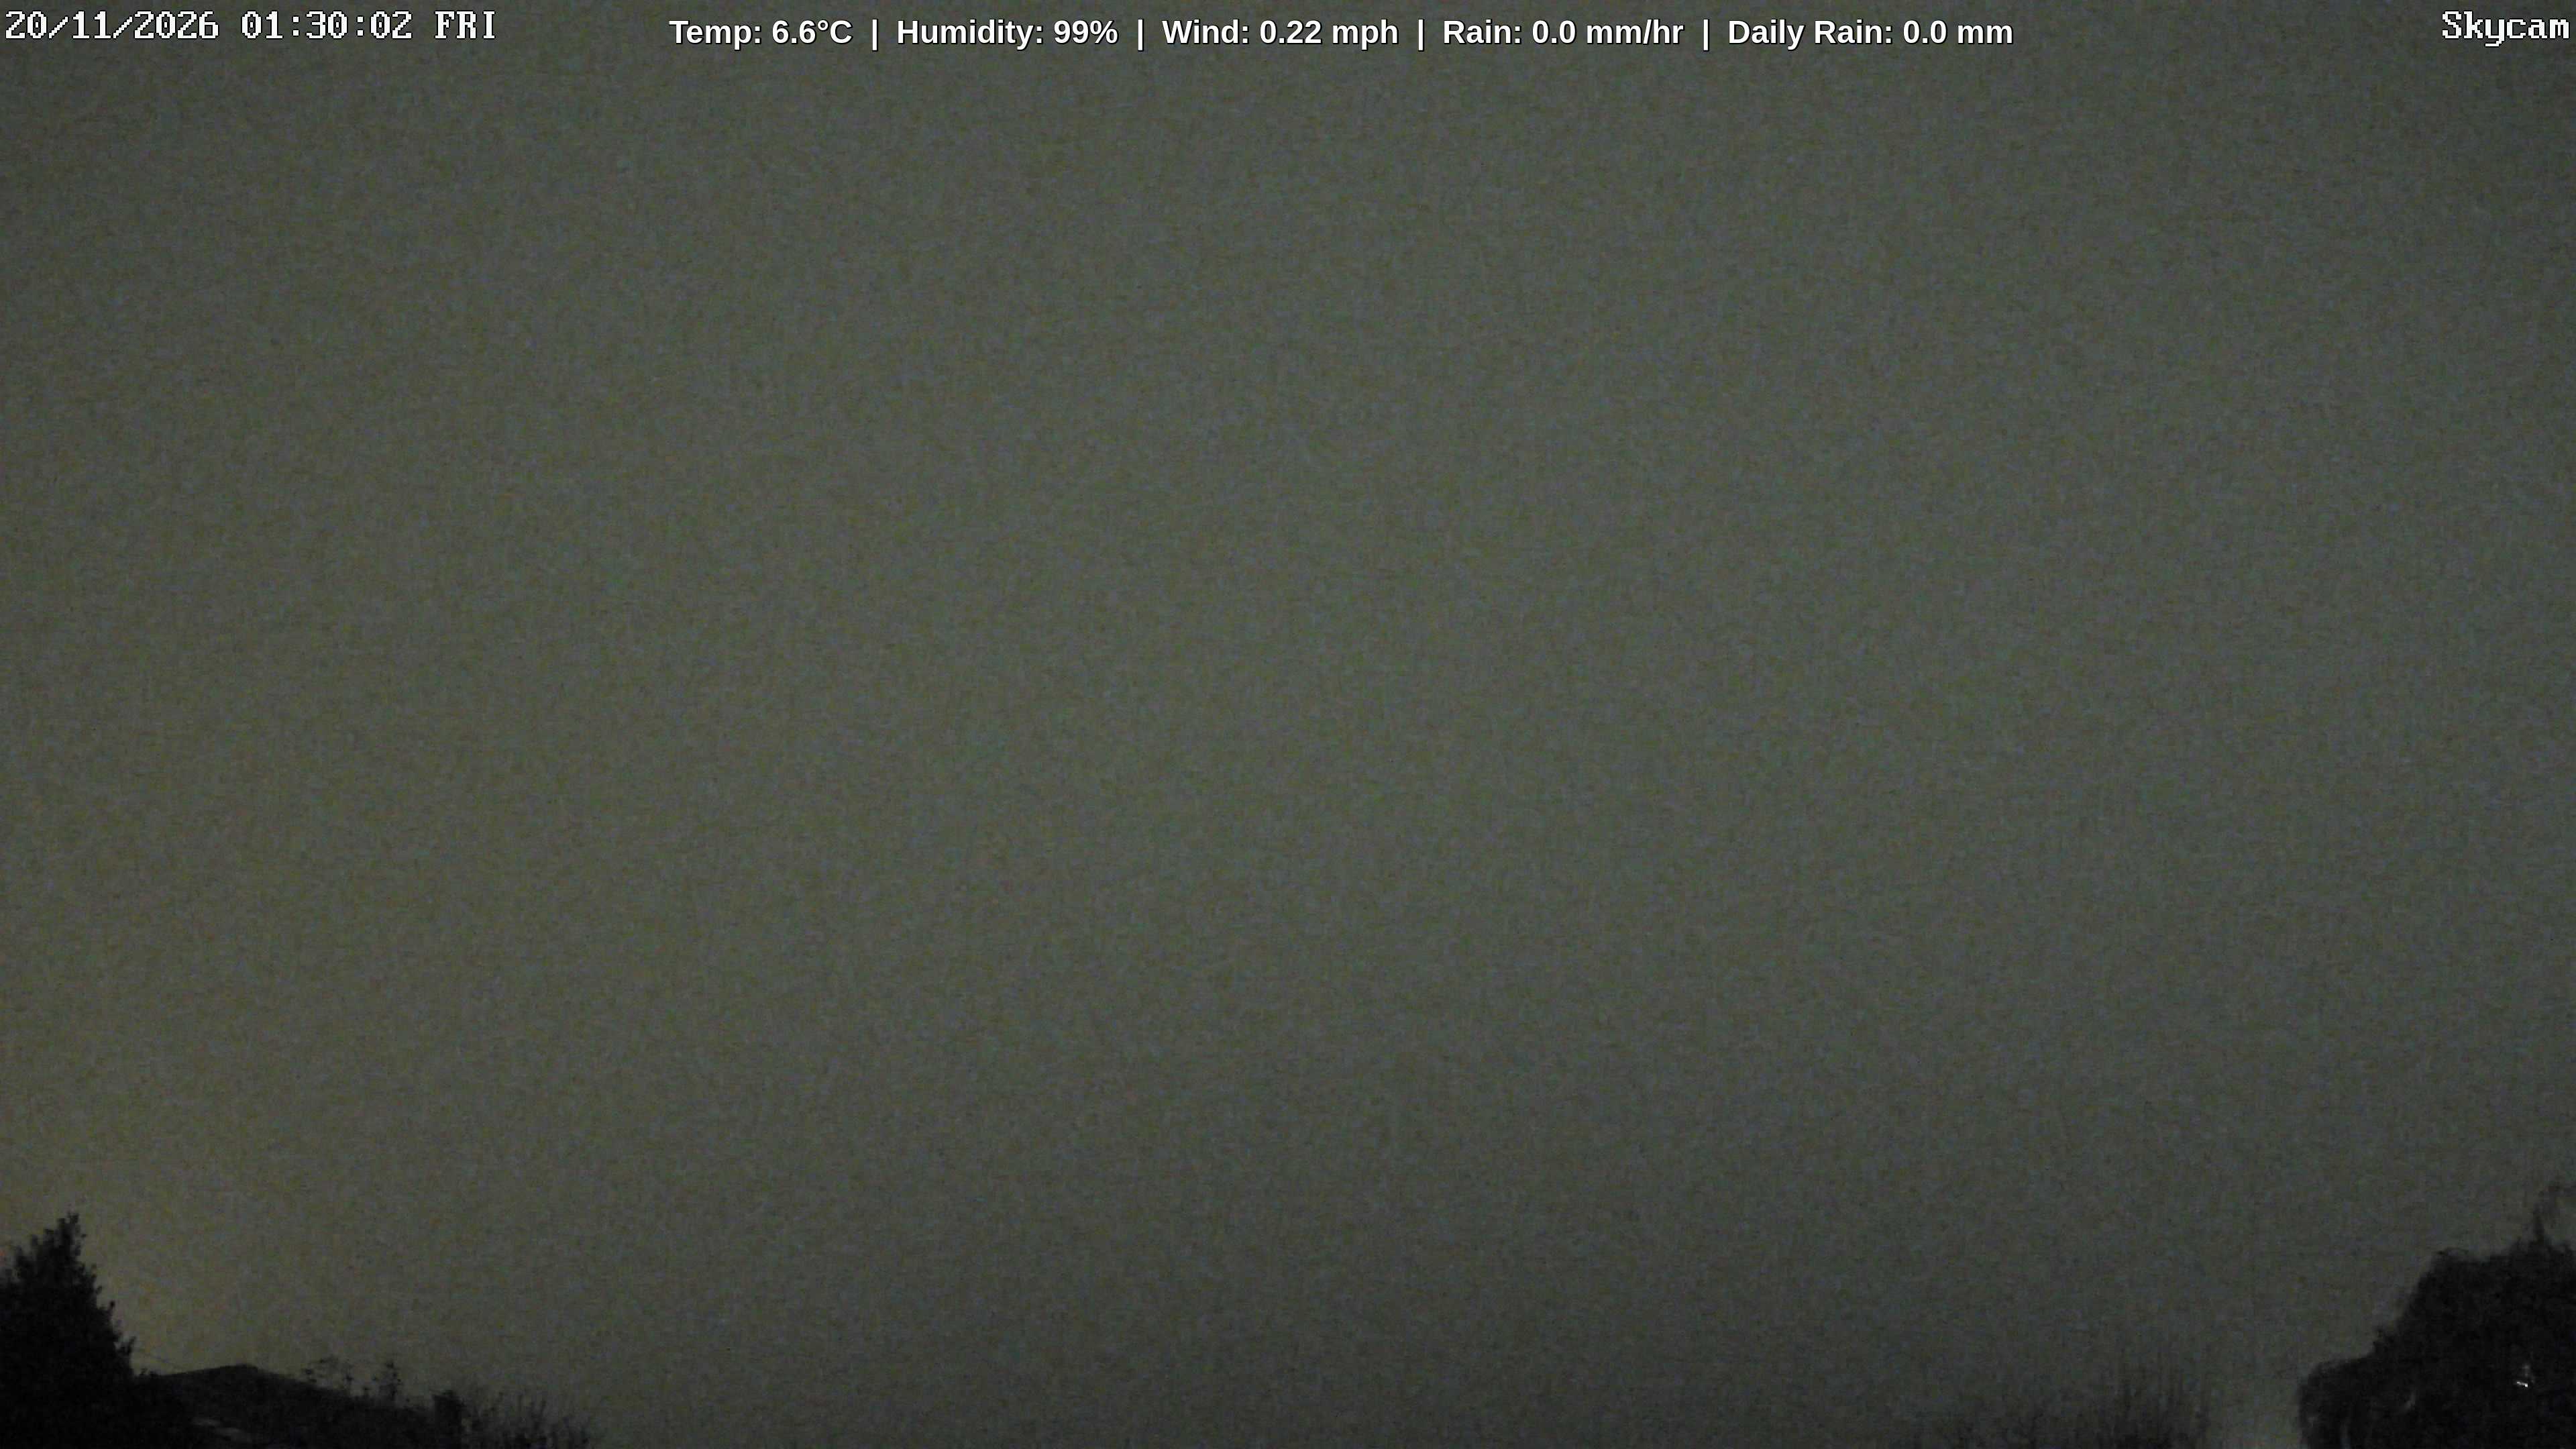 20/11/2026 01:30:02 FRI
Temp: 6.6°C | Humidity: 99% | Wind: 0.22 mph | Rain: 0.0 mm/hr | Daily Rain: 0.0 mm
Skycam